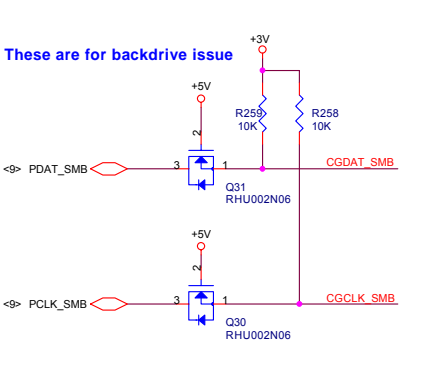 These are for backdrive issue
+3V
+5V
R259
10K
R258
10K
2
<9> PDAT_SMB
3
1
CGDAT_SMB
Q31
RHU002N06
+5V
2
<9> PCLK_SMB
3
1
CGCLK_SMB
Q30
RHU002N06